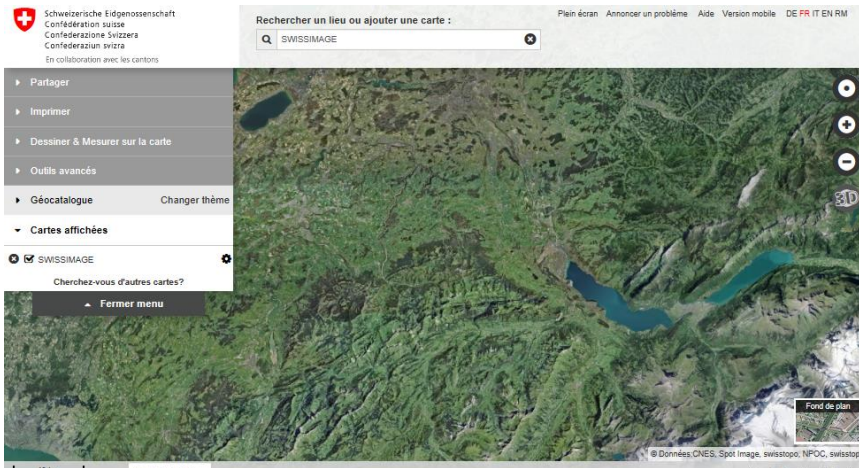 Schweizerische Eidgenossenschaft
Confédération suisse
Confederazione Svizzera
Confederaziun svizra
En collaboration avec les cantons
Rechercher un lieu ou ajouter une carte :
SWISSIMAGE
Plein écran Annoncer un problème Aide Version mobile DE FR IT EN RM
Partager
Imprimer
Dessiner & Mesurer sur la carte
Outils avancés
Géocatalogue Changer thème
Cartes affichées
SWISSIMAGE
Cherchez-vous d'autres cartes?
Fermer menu
3D
Fond de plan
© Données:CNES, Spot Image, swisstopo, NPOC, swisstop